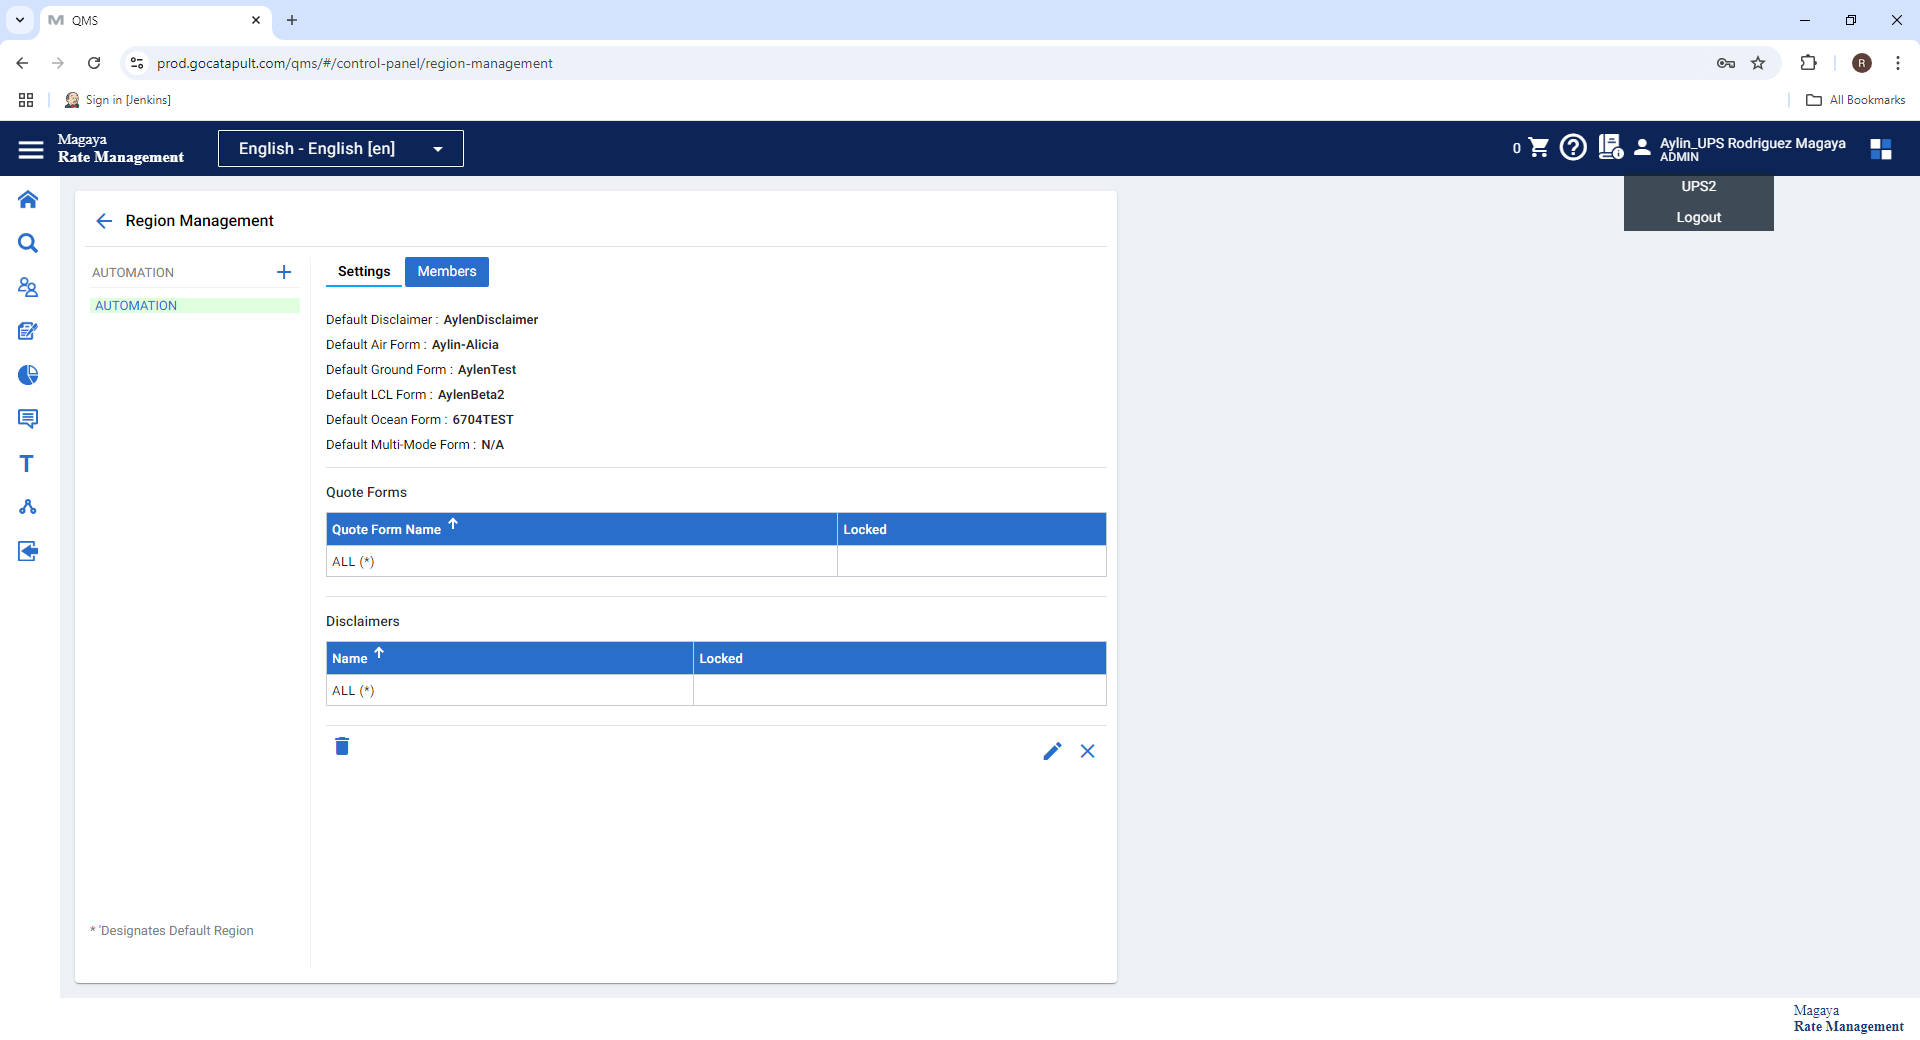 QMS
prod.gocatapult.com/qms/#/control-panel/region-management
R
Sign in [Jenkins]
All Bookmarks
Magaya
Rate Management
English - English [en]
0
Aylin_UPS Rodriguez Magaya
ADMIN
UPS2
Logout
Region Management
AUTOMATION
AUTOMATION
Settings
Members
Default Disclaimer : AylenDisclaimer
Default Air Form : Aylin-Alicia
Default Ground Form : AylenTest
Default LCL Form : AylenBeta2
Default Ocean Form : 6704TEST
Default Multi-Mode Form : N/A
Quote Forms
Quote Form Name
Locked
ALL (*)
Disclaimers
Name
Locked
ALL (*)
* 'Designates Default Region
Magaya
Rate Management